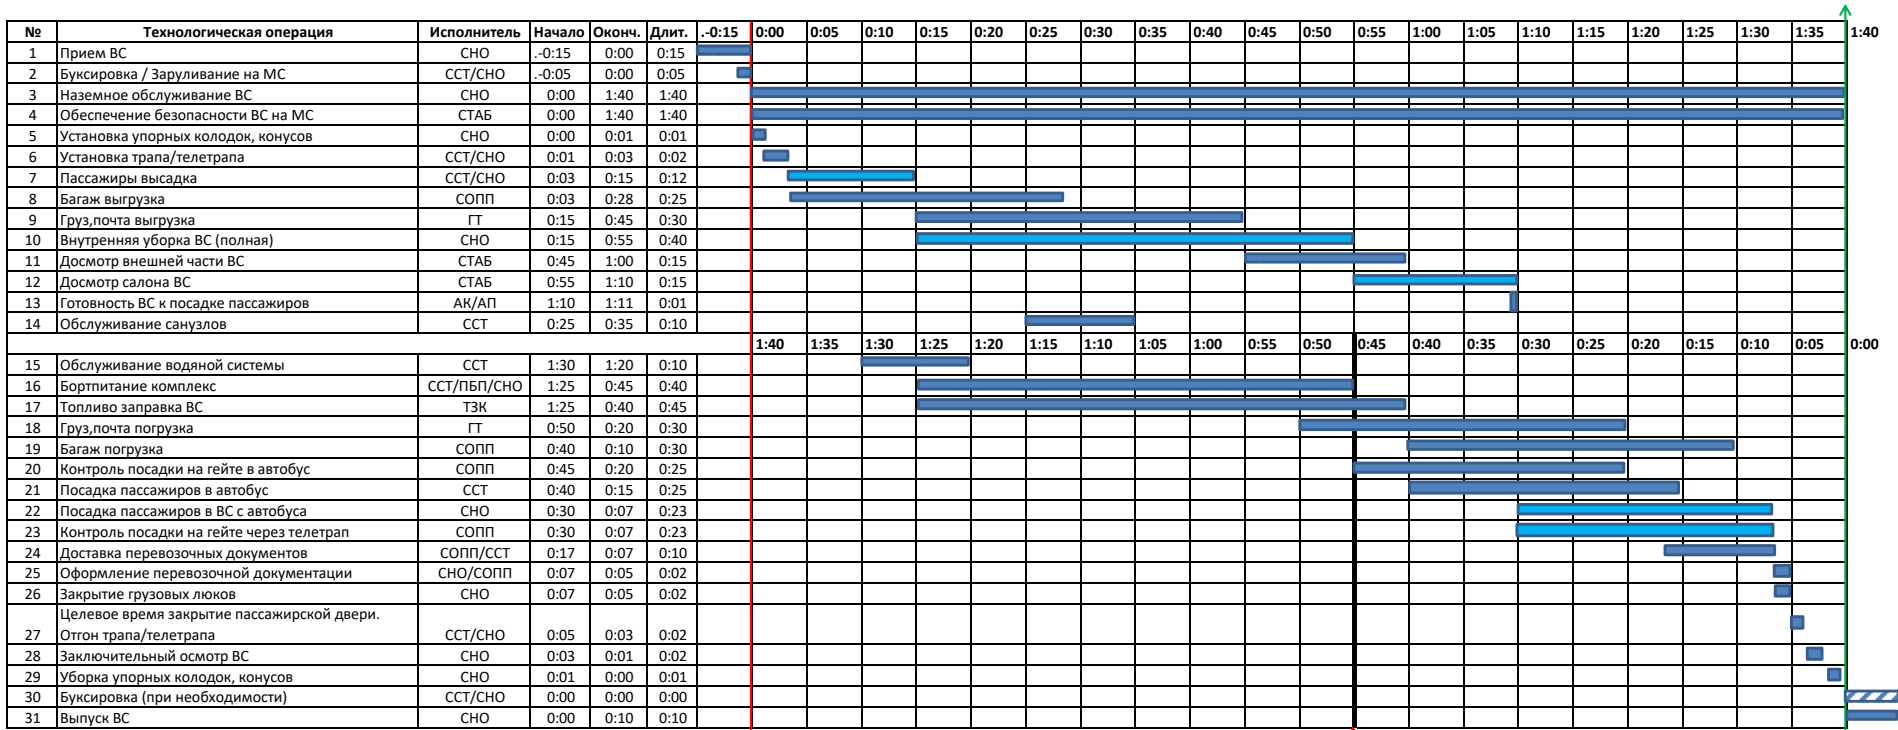 № Технологическая операция Исполнитель Начало Оконч. Длит. .-0:15 0:00 0:05 0:10 0:15 0:20 0:25 0:30 0:35 0:40 0:45 0:50 0:55 1:00 1:05 1:10 1:15 1:20 1:25 1:30 1:35 1:40
1 Прием ВС СНО .-0:15 0:00 0:15
2 Буксировка / Заруливание на МС ССТ/СНО .-0:05 0:00 0:05
3 Наземное обслуживание ВС СНО 0:00 1:40 1:40
4 Обеспечение безопасности ВС на МС СТАБ 0:00 1:40 1:40
5 Установка упорных колодок, конусов СНО 0:00 0:01 0:01
6 Установка трапа/телетрапа ССТ/СНО 0:01 0:03 0:02
7 Пассажиры высадка ССТ/СНО 0:03 0:15 0:12
8 Багаж выгрузка СОПП 0:03 0:28 0:25
9 Груз,почта выгрузка ГТ 0:15 0:45 0:30
10 Внутренняя уборка ВС (полная) СНО 0:15 0:55 0:40
11 Досмотр внешней части ВС СТАБ 0:45 1:00 0:15
12 Досмотр салона ВС СТАБ 0:55 1:10 0:15
13 Готовность ВС к посадке пассажиров АК/АП 1:10 1:11 0:01
14 Обслуживание санузлов ССТ 0:25 0:35 0:10
1:40 1:35 1:30 1:25 1:20 1:15 1:10 1:05 1:00 0:55 0:50 0:45 0:40 0:35 0:30 0:25 0:20 0:15 0:10 0:05 0:00
15 Обслуживание водяной системы ССТ 1:30 1:20 0:10
16 Бортпитание комплекс ССТ/ПБП/СНО 1:25 0:45 0:40
17 Топливо заправка ВС ТЗК 1:25 0:40 0:45
18 Груз,почта погрузка ГТ 0:50 0:20 0:30
19 Багаж погрузка СОПП 0:40 0:10 0:30
20 Контроль посадки на гейте в автобус СОПП 0:45 0:20 0:25
21 Посадка пассажиров в автобус ССТ 0:40 0:15 0:25
22 Посадка пассажиров в ВС с автобуса СНО 0:30 0:07 0:23
23 Контроль посадки на гейте через телетрап СОПП 0:30 0:07 0:23
24 Доставка перевозочных документов СОПП/ССТ 0:17 0:07 0:10
25 Оформление перевозочной документации СНО/СОПП 0:07 0:05 0:02
26 Закрытие грузовых люков СНО 0:07 0:05 0:02
Целевое время закрытие пассажирской двери.
27 Отгон трапа/телетрапа ССТ/СНО 0:05 0:03 0:02
28 Заключительный осмотр ВС СНО 0:03 0:01 0:02
29 Уборка упорных колодок, конусов СНО 0:01 0:00 0:01
30 Буксировка (при необходимости) ССТ/СНО 0:00 0:00 0:00
31 Выпуск ВС СНО 0:00 0:10 0:10